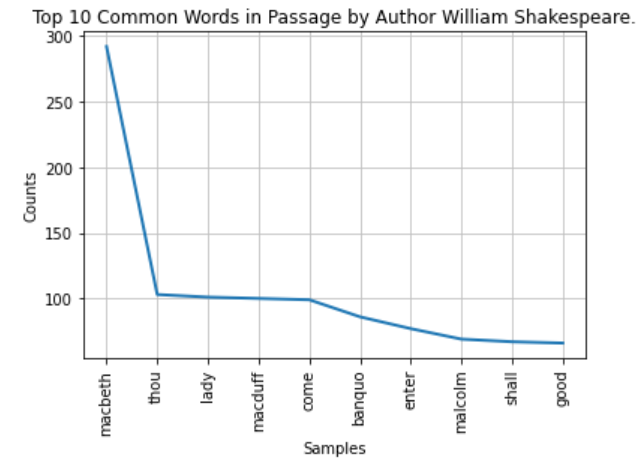 Top 10 Common Words in Passage by Author William Shakespeare.
300
250
200
150
100
Counts
macbeth
thou
lady
macduff
come
banquo
enter
malcolm
shall
good
Samples